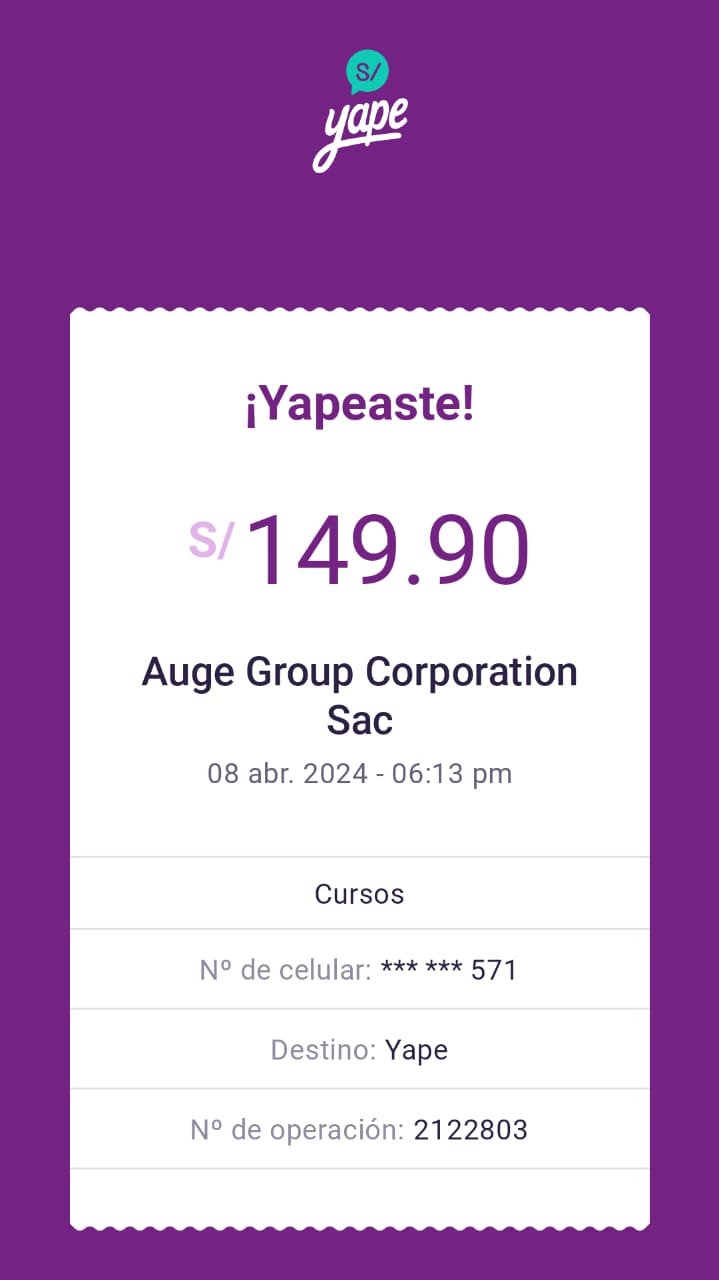 S/
yape
¡Yapeaste!
S/ 149.90
Auge Group Corporation
Sac
08 abr. 2024 - 06:13 pm
Cursos
Nº de celular: *** *** 571
Destino: Yape
Nº de operación: 2122803